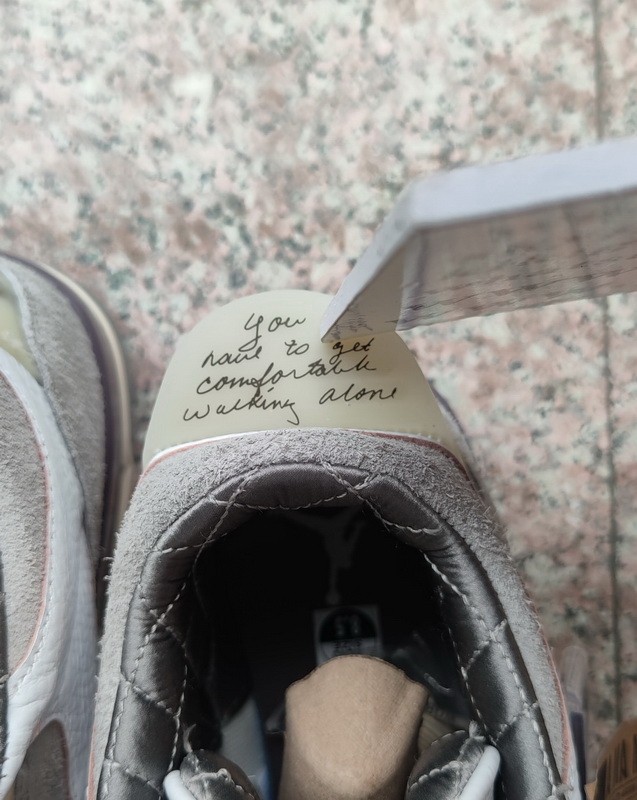 you
have to get
comfortable
walking alone